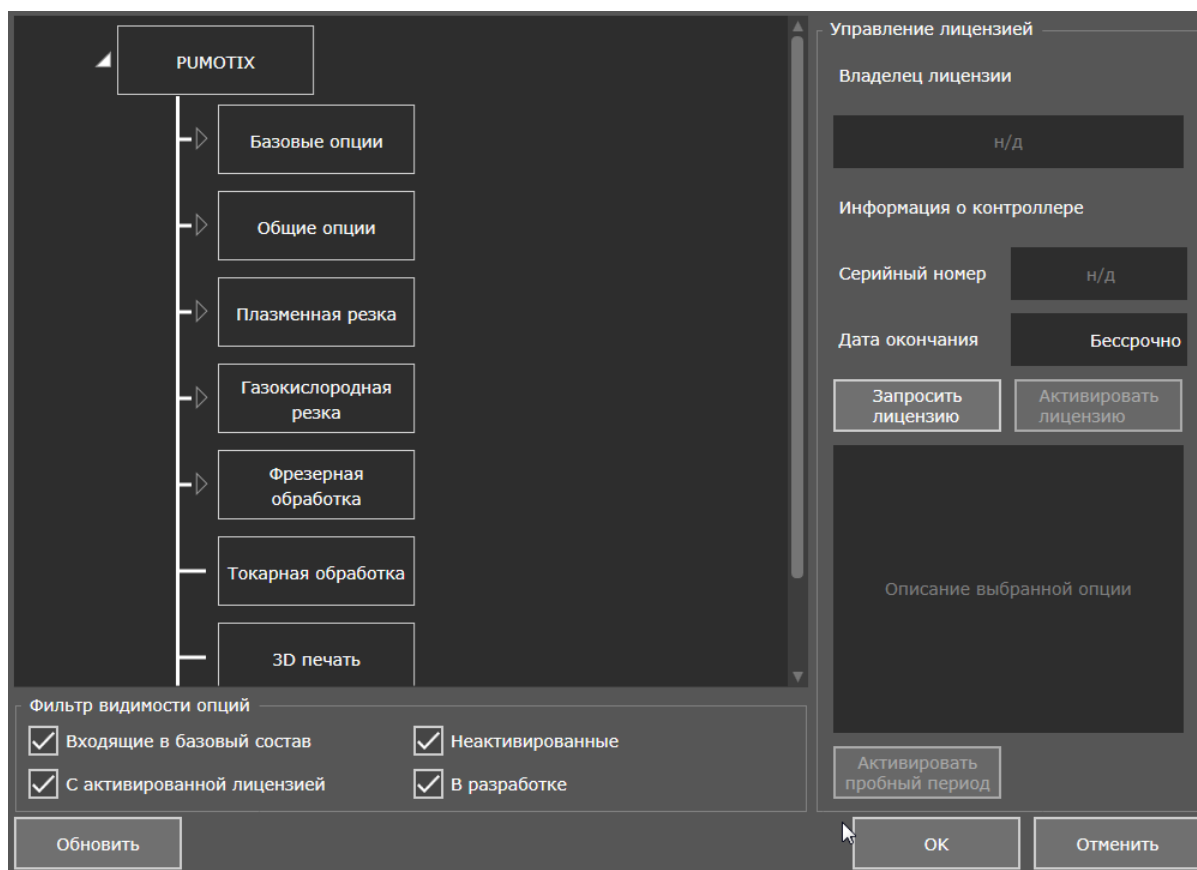 PUMOTIX
Базовые опции
Общие опции
Плазменная резка
Газокислородная
резка
Фрезерная
обработка
Токарная обработка
3D печать
Фильтр видимости опций
Входящие в базовый состав
Неактивированные
С активированной лицензией
В разработке
Управление лицензией
Владелец лицензии
н/д
Информация о контроллере
Серийный номер
н/д
Дата окончания
Бессрочно
Запросить
лицензию
Активировать
лицензию
Описание выбранной опции
Активировать
пробный период
Обновить
ОК
Отменить